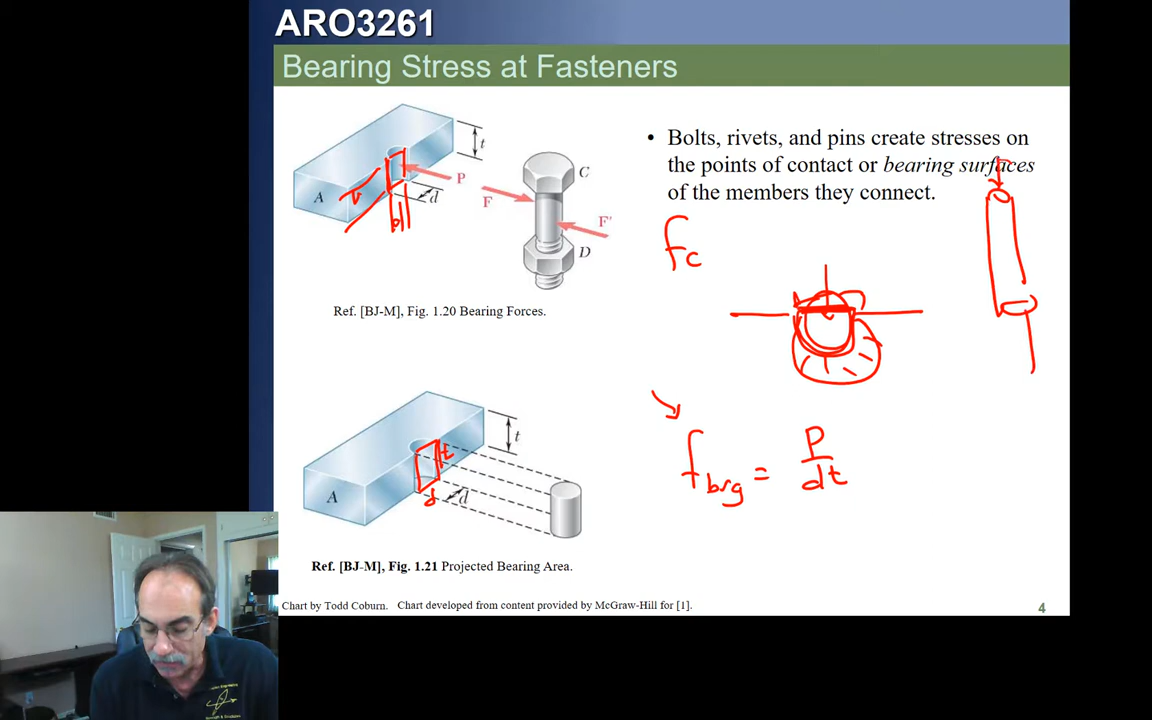 ARO3261
Bearing Stress at Fasteners
• Bolts, rivets, and pins create stresses on
the points of contact or bearing surfaces
of the members they connect.
A
t
P
d
F
C
F'
D
Ref. [BJ-M], Fig. 1.20 Bearing Forces.
fc
P
A
t
d
t
d
f brg = P
dt
Ref. [BJ-M], Fig. 1.21 Projected Bearing Area.
Chart by Todd Coburn. Chart developed from content provided by McGraw-Hill for [1].
4